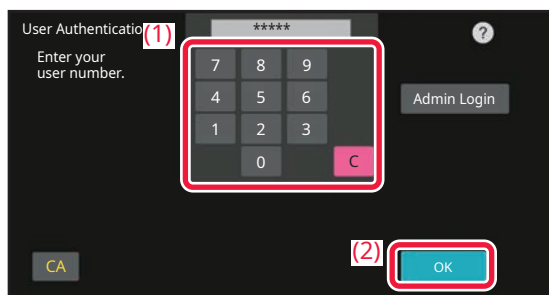 User Authenticatio
(1)
*****
?
Enter your
user number.
7 8 9
4 5 6
Admin Login
1 2 3
0 C
(2)
CA
OK